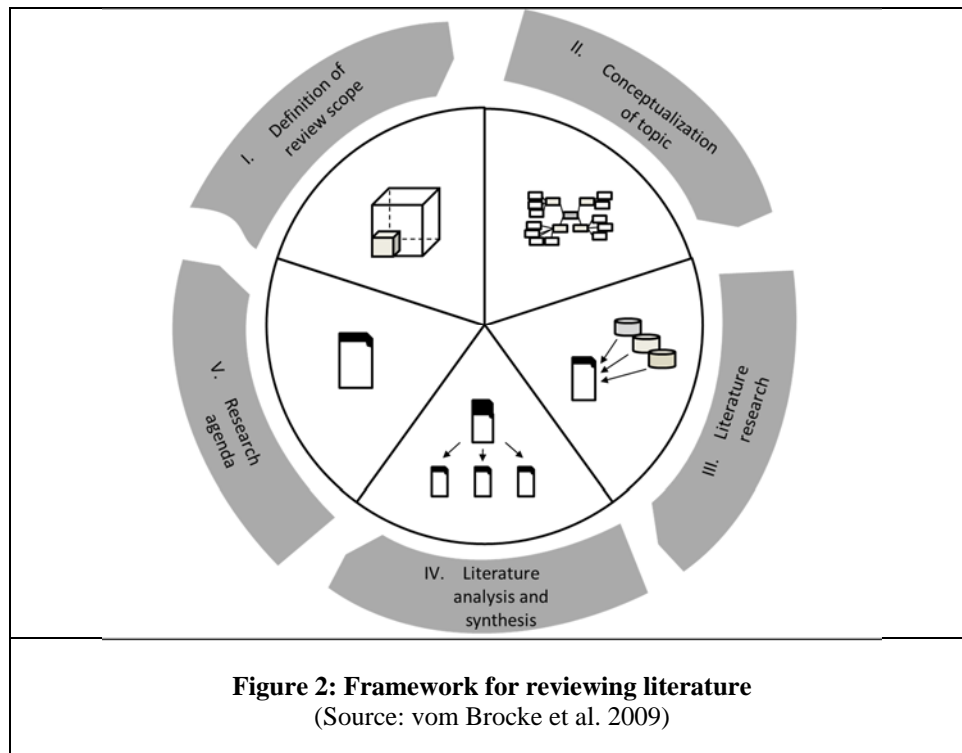 I. Definition of
review scope
II. Conceptualization
of topic
III. Literature
research
IV. Literature
analysis and
synthesis
V. Research
agenda
Figure 2: Framework for reviewing literature
(Source: vom Brocke et al. 2009)